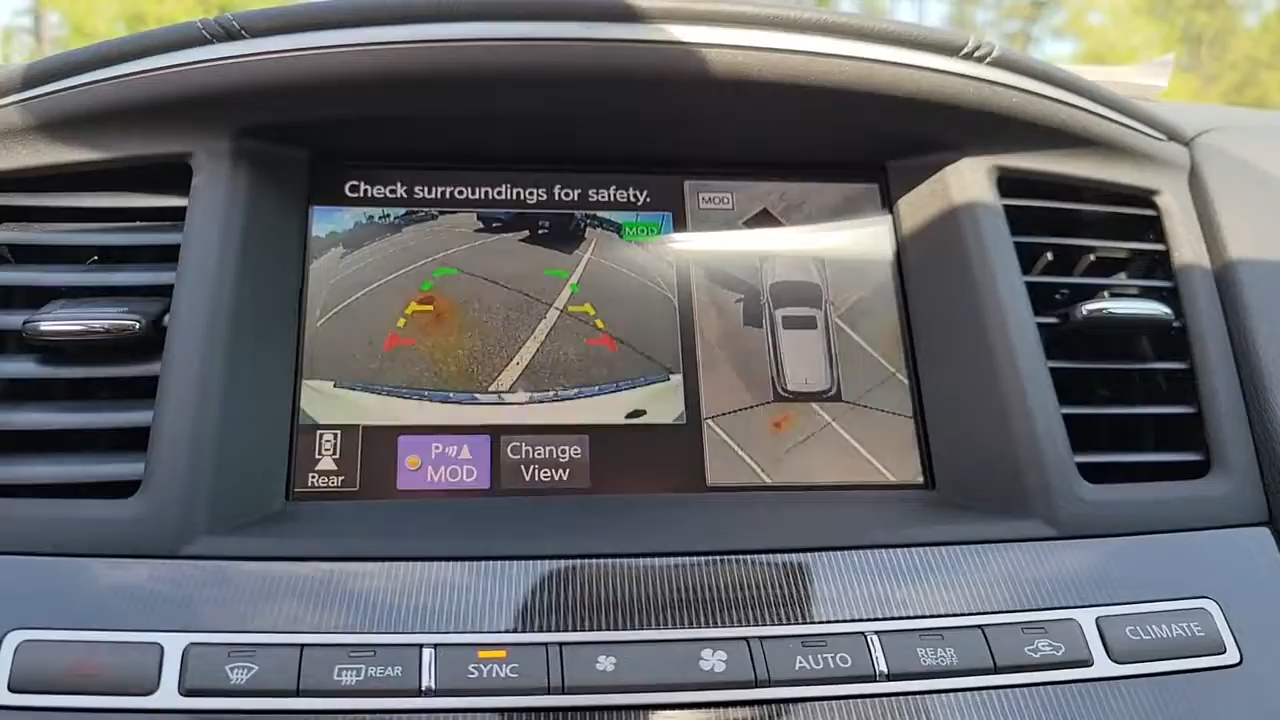 Check surroundings for safety.
MOD
MOD
Rear
P
MOD
Change
View
REAR
SYNC
AUTO
REAR
ON·OFF
CLIMATE